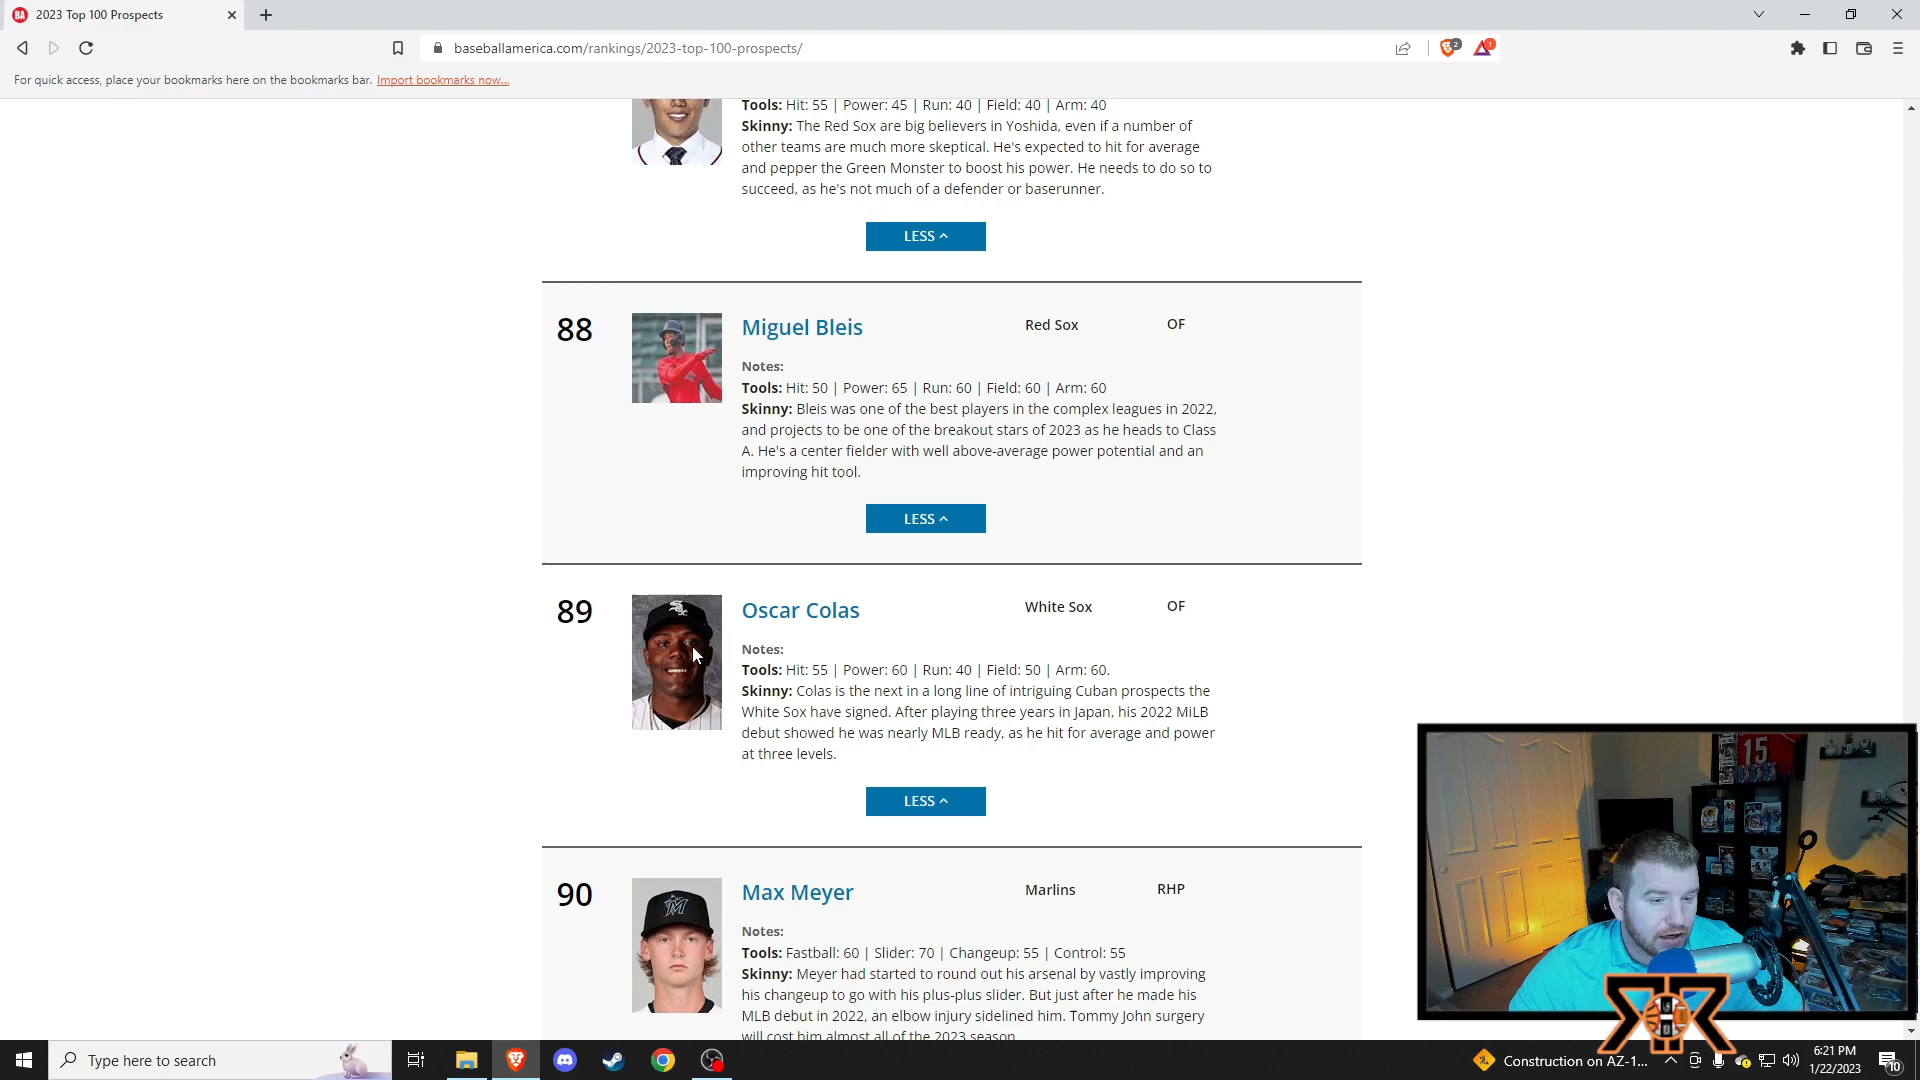 2023 Top 100 Prospects
baseballamerica.com/rankings/2023-top-100-prospects/
2
1
For quick access, place your bookmarks here on the bookmarks bar. Import bookmarks now...
Tools: Hit: 55 | Power: 45 | Run: 40 | Field: 40 | Arm: 40
Skinny: The Red Sox are big believers in Yoshida, even if a number of
other teams are much more skeptical. He's expected to hit for average
and pepper the Green Monster to boost his power. He needs to do so to
succeed, as he's not much of a defender or baserunner.
LESS
88 Miguel Bleis Red Sox OF
Notes:
Tools: Hit: 50 | Power: 65 | Run: 60 | Field: 60 | Arm: 60
Skinny: Bleis was one of the best players in the complex leagues in 2022,
and projects to be one of the breakout stars of 2023 as he heads to Class
A. He's a center fielder with well above-average power potential and an
improving hit tool.
LESS
89 Oscar Colas White Sox OF
Notes:
Tools: Hit: 55 | Power: 60 | Run: 40 | Field: 50 | Arm: 60.
Skinny: Colas is the next in a long line of intriguing Cuban prospects the
White Sox have signed. After playing three years in Japan, his 2022 MiLB
debut showed he was nearly MLB ready, as he hit for average and power
at three levels.
LESS
90 Max Meyer Marlins RHP
Notes:
Tools: Fastball: 60 | Slider: 70 | Changeup: 55 | Control: 55
Skinny: Meyer had started to round out his arsenal by vastly improving
his changeup to go with his plus-plus slider. But just after he made his
MLB debut in 2022, an elbow injury sidelined him. Tommy John surgery
will cost him almost all of the 2023 season.
15
Type here to search
Construction on AZ-1...
6:21 PM
1/22/2023
10